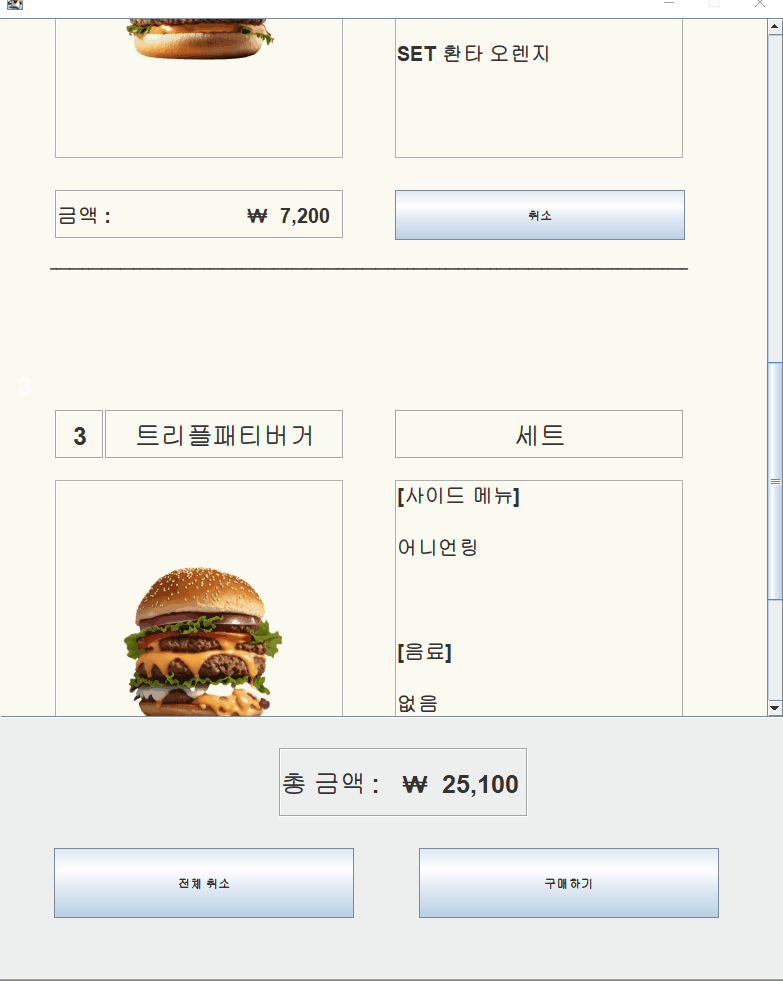 SET 환타 오렌지
금액 : ₩ 7,200
취소
3
3 트리플패티버거
세트
[사이드 메뉴]
어니언링
[음료]
없음
총 금액 : ₩ 25,100
전체 취소
구매하기